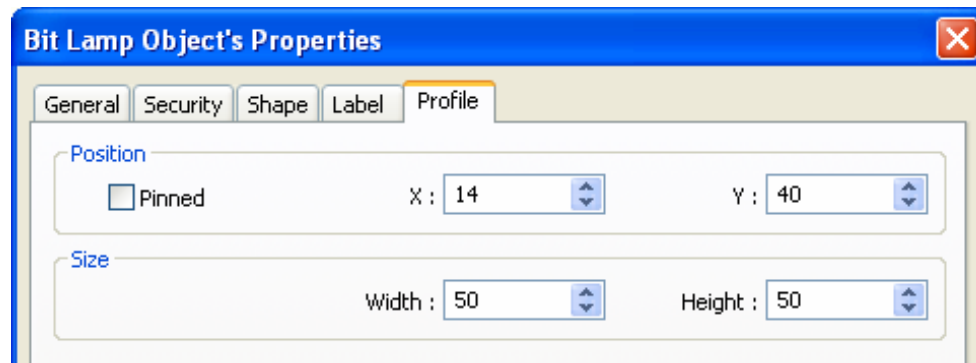 Bit Lamp Object's Properties
General Security Shape Label Profile
Position
Pinned X : 14 Y : 40
Size
Width : 50 Height : 50